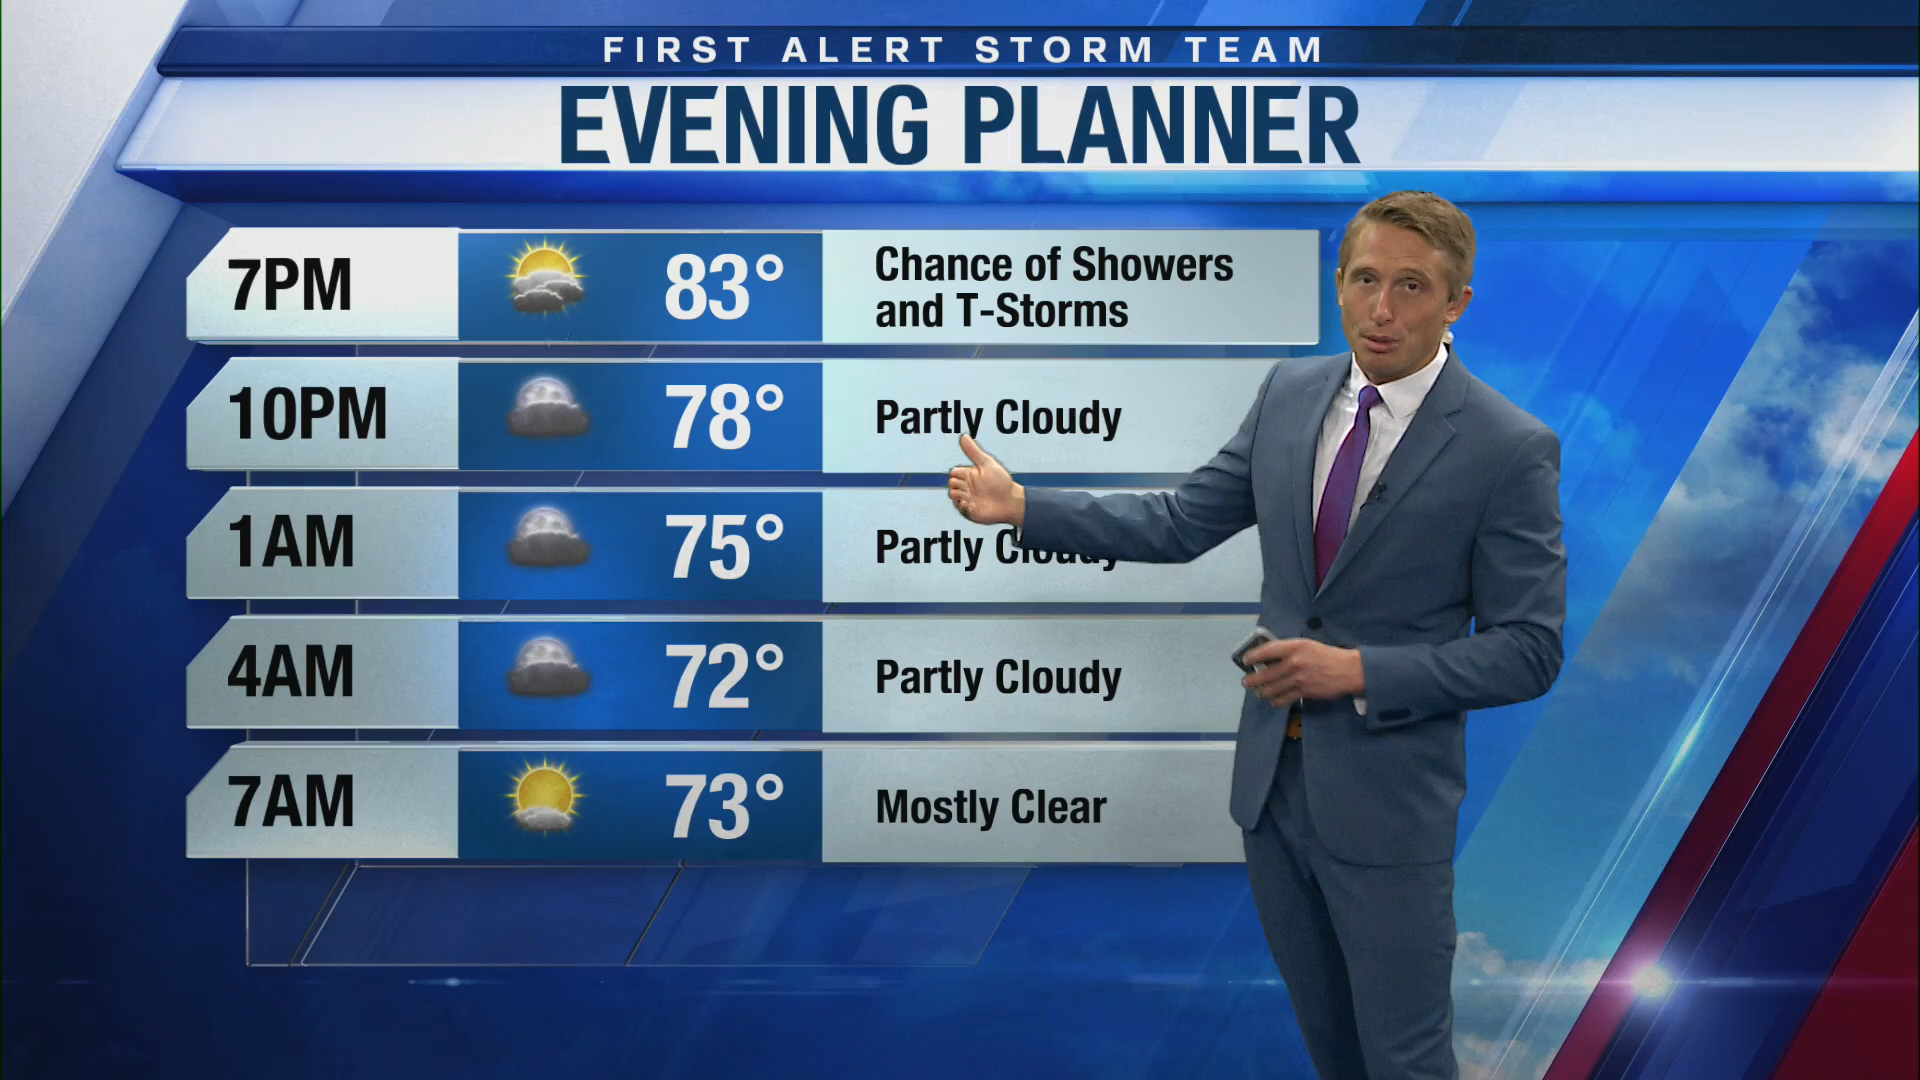 FIRST ALERT STORM TEAM
EVENING PLANNER
7PM 83° Chance of Showers
and T-Storms
10PM 78° Partly Cloudy
1AM 75° Partly Cloudy
4AM 72° Partly Cloudy
7AM 73° Mostly Clear